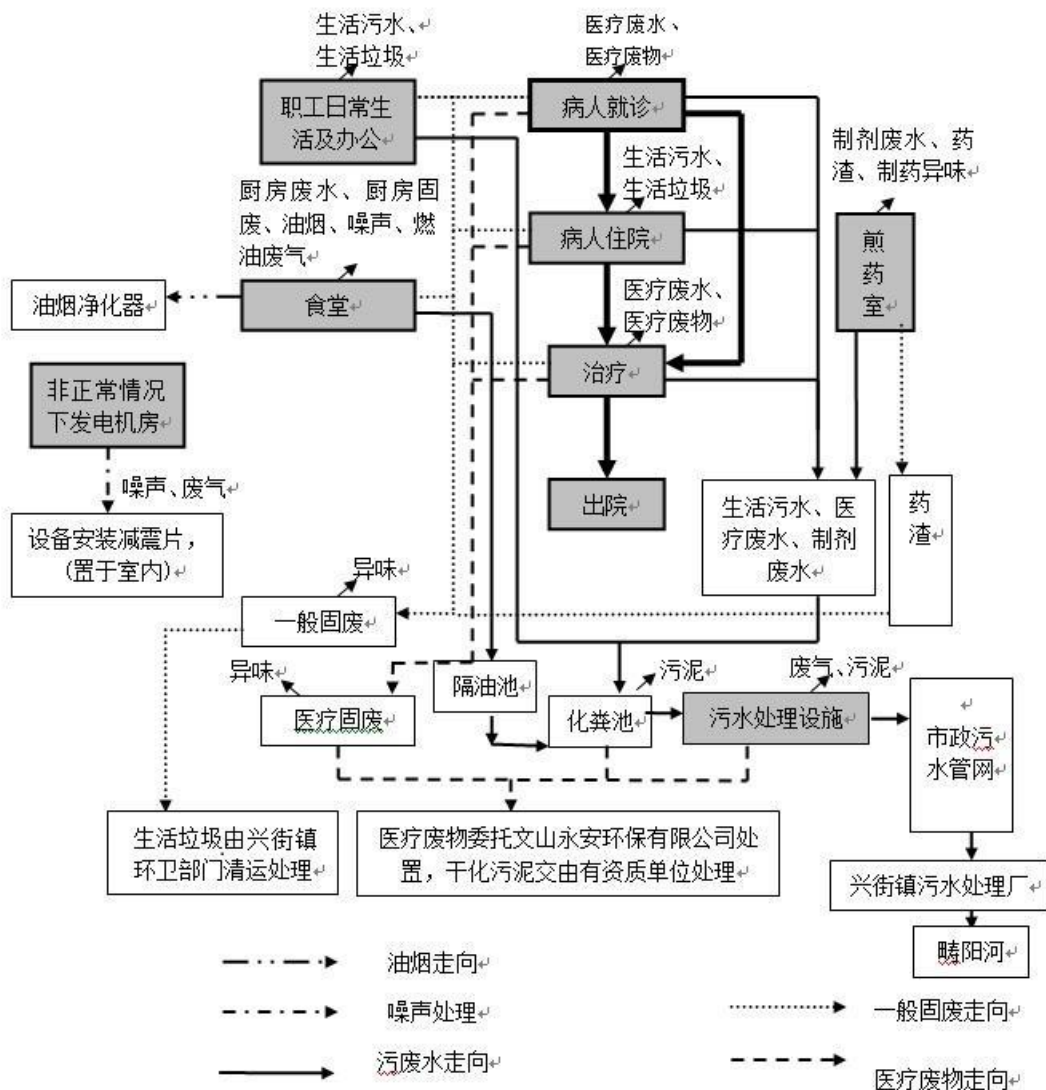 生活污水、
生活垃圾
医疗废水、
医疗废物
职工日常生
活及办公
病人就诊
制剂废水、药
渣、制药异味
生活污水、
生活垃圾
厨房废水、厨房固
废、油烟、噪声、燃
油废气
病人住院
煎
药
室
油烟净化器
食堂
医疗废水、
医疗废物
治疗
非正常情况
下发电机房
噪声、废气
出院
生活污水、医
疗废水、制剂
废水
药
渣
设备安装减震片，
(置于室内)
异味
一般固废
异味
医疗固废
隔油池
污泥
化粪池
废气、污泥
污水处理设施
市政污
水管网
生活垃圾由兴街镇
环卫部门清运处理
医疗废物委托文山永安环保有限公司处
置，干化污泥交由有资质单位处理
兴街镇污水处理厂
畴阳河
油烟走向
噪声处理
一般固废走向
污废水走向
医疗废物走向